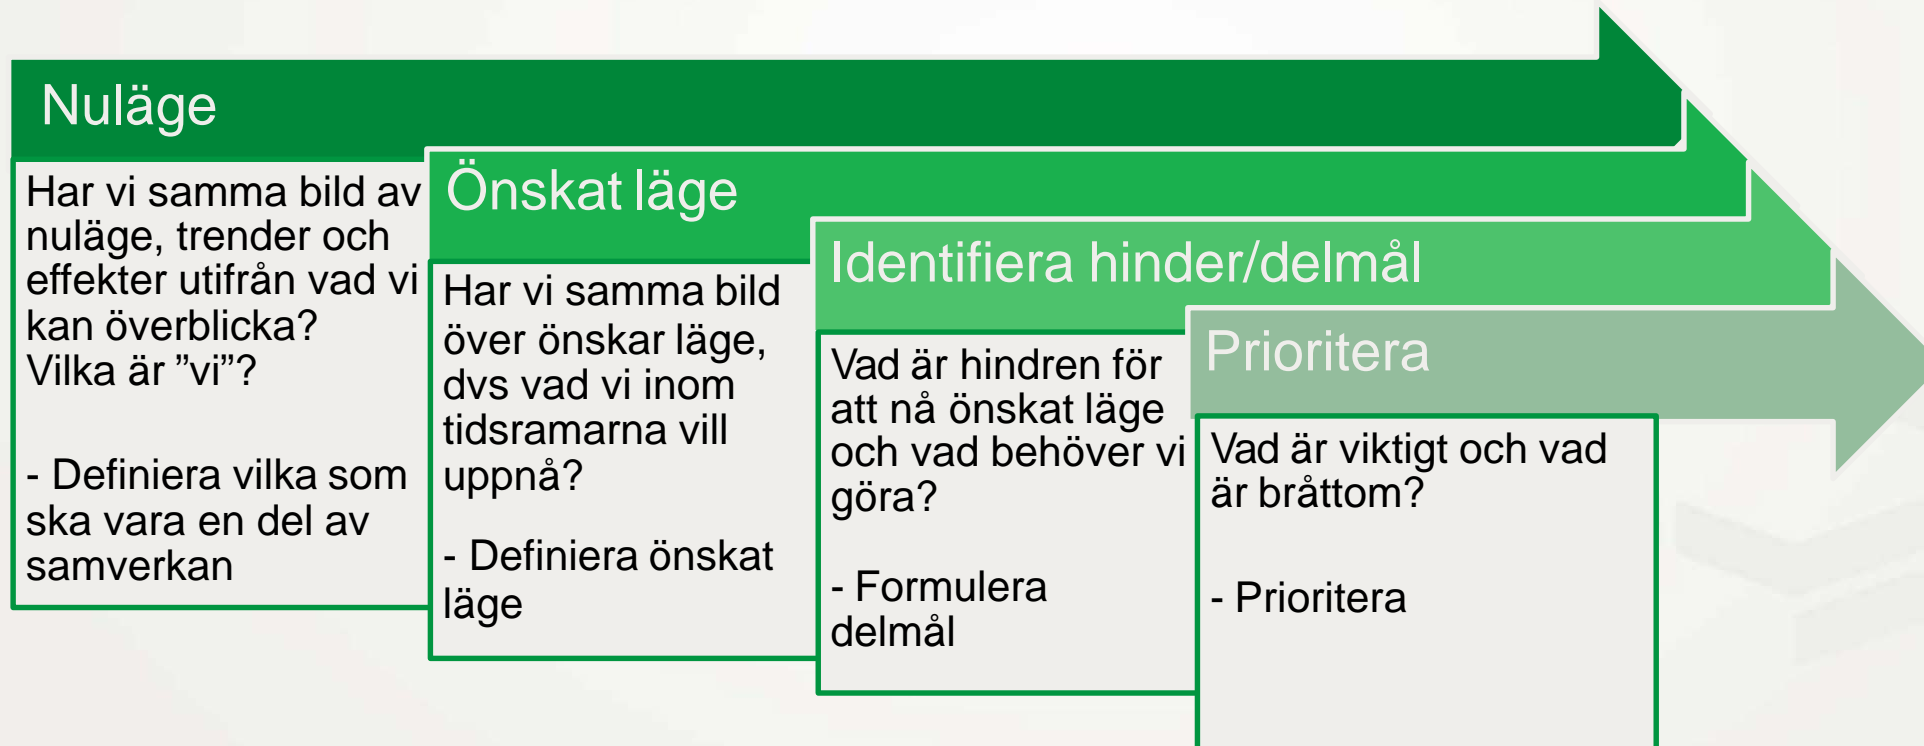 Nuläge
Har vi samma bild av
nuläge, trender och
effekter utifrån vad vi
kan överblicka?
Vilka är ”vi”?
- Definiera vilka som
ska vara en del av
samverkan
Önskat läge
Har vi samma bild
över önskar läge,
dvs vad vi inom
tidsramarna vill
uppnå?
- Definiera önskat
läge
Identifiera hinder/delmål
Vad är hindren för
att nå önskat läge
och vad behöver vi
göra?
- Formulera
delmål
Prioritera
Vad är viktigt och vad
är bråttom?
- Prioritera